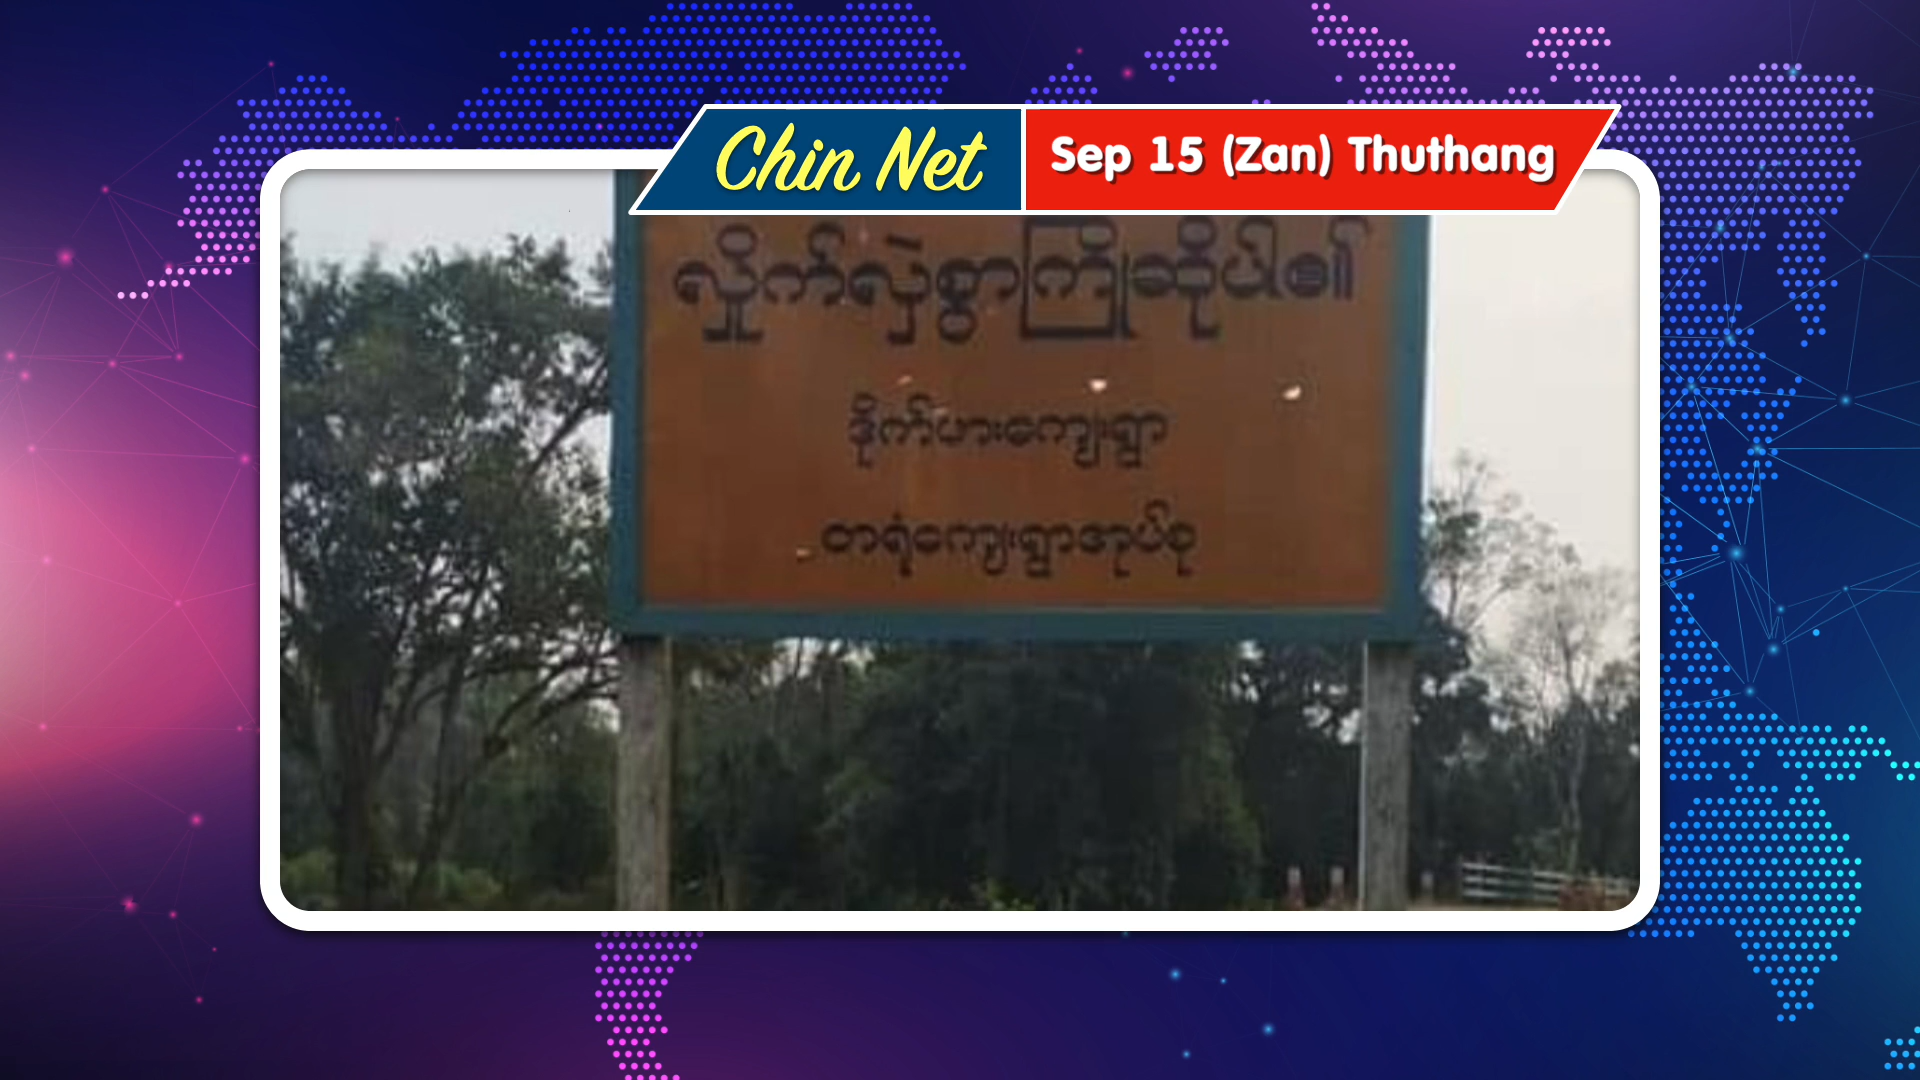 Chin Net
Sep 15 (Zan) Thuthang
လှိုက်လှဲစွာကြိုဆိုပါ၏
ဒိုက်ဟားကျေးရွာ
တရုံကျေးရွာအုပ်စု